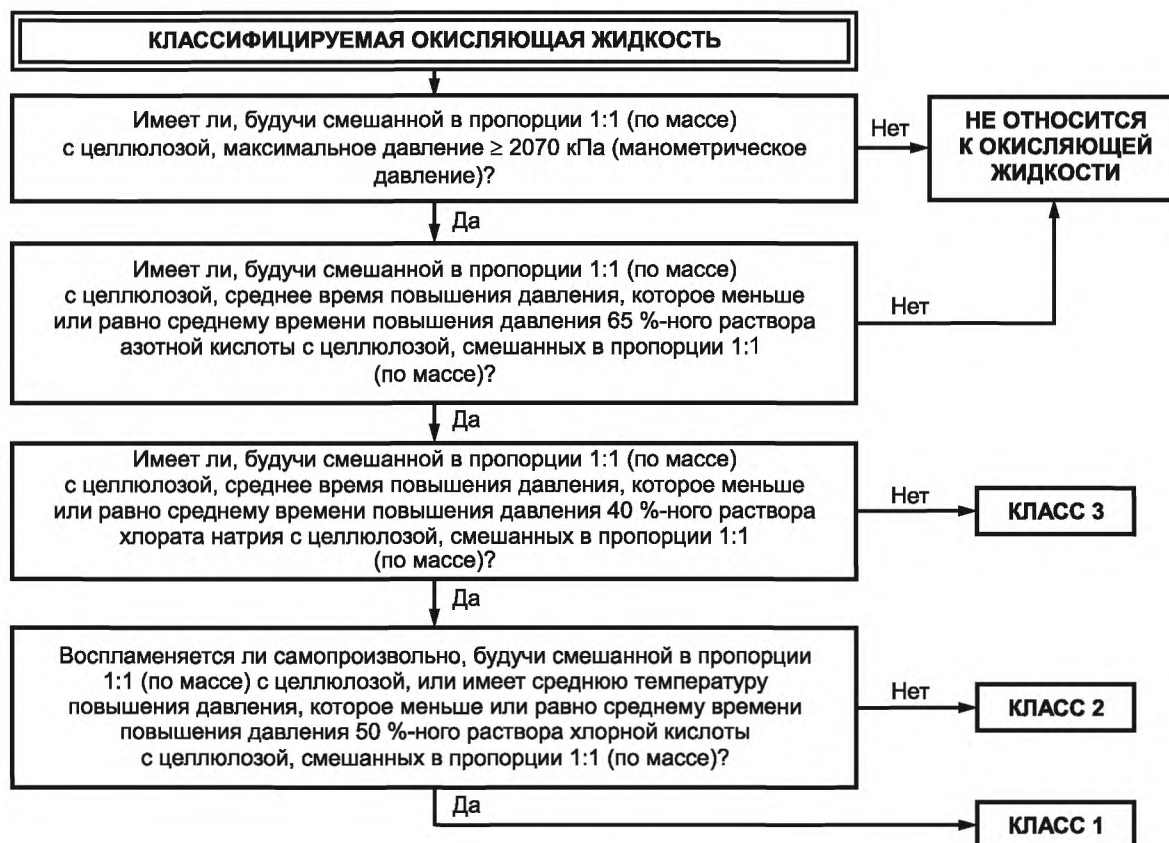 КЛАССИФИЦИРУЕМАЯ ОКИСЛЯЮЩАЯ ЖИДКОСТЬ
Имеет ли, будучи смешанной в пропорции 1:1 (по массе)
с целлюлозой, максимальное давление ≥ 2070 кПа (манометрическое
давление)?
Нет
НЕ ОТНОСИТСЯ
К ОКИСЛЯЮЩЕЙ
ЖИДКОСТИ
Да
Имеет ли, будучи смешанной в пропорции 1:1 (по массе)
с целлюлозой, среднее время повышения давления, которое меньше
или равно среднему времени повышения давления 65 %-ного раствора
азотной кислоты с целлюлозой, смешанных в пропорции 1:1
(по массе)?
Нет
Да
Имеет ли, будучи смешанной в пропорции 1:1 (по массе)
с целлюлозой, среднее время повышения давления, которое меньше
или равно среднему времени повышения давления 40 %-ного раствора
хлората натрия с целлюлозой, смешанных в пропорции 1:1
(по массе)?
Нет
КЛАСС 3
Да
Воспламеняется ли самопроизвольно, будучи смешанной в пропорции
1:1 (по массе) с целлюлозой, или имеет среднюю температуру
повышения давления, которое меньше или равно среднему времени
повышения давления 50 %-ного раствора хлорной кислоты
с целлюлозой, смешанных в пропорции 1:1 (по массе)?
Нет
КЛАСС 2
Да
КЛАСС 1